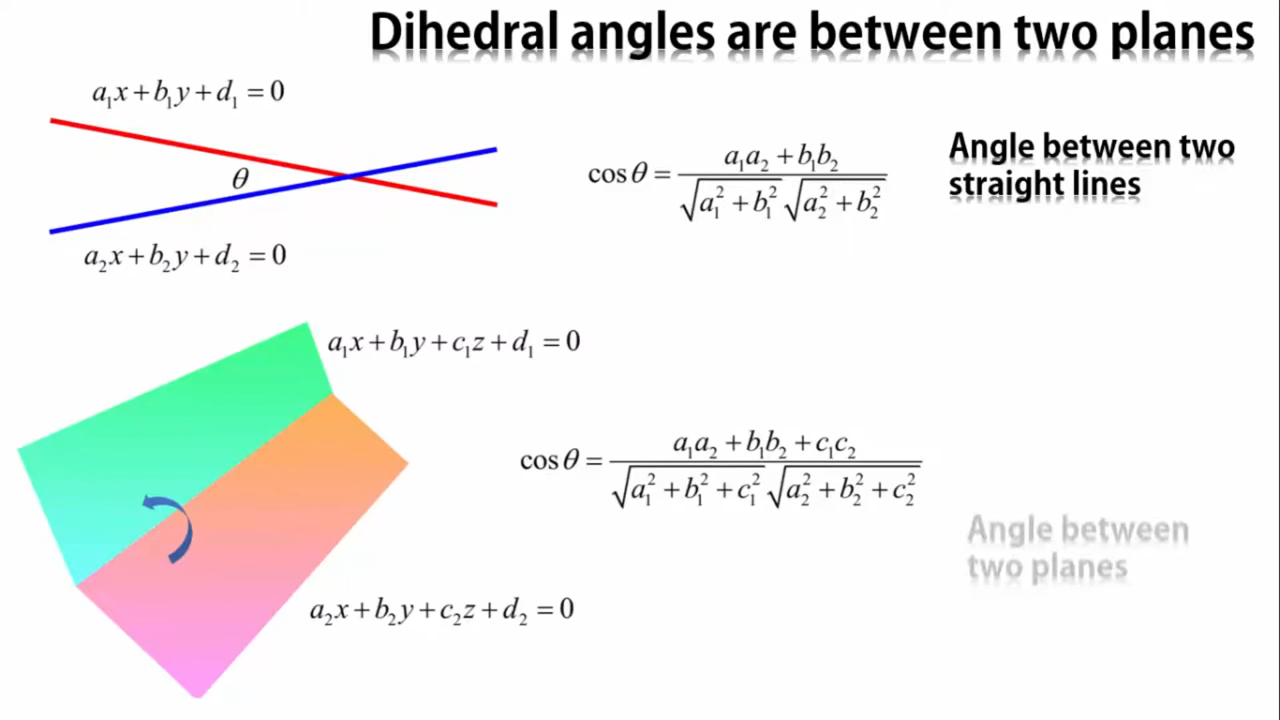 Dihedral angles are between two planes
a₁x + b₁y + d₁ = 0
θ
a₂x + b₂y + d₂ = 0
cos θ = (a₁a₂ + b₁b₂) / (√(a₁² + b₁²) √(a₂² + b₂²))
Angle between two
straight lines
a₁x + b₁y + c₁z + d₁ = 0
cos θ = (a₁a₂ + b₁b₂ + c₁c₂) / (√(a₁² + b₁² + c₁²) √(a₂² + b₂² + c₂²))
Angle between
two planes
a₂x + b₂y + c₂z + d₂ = 0